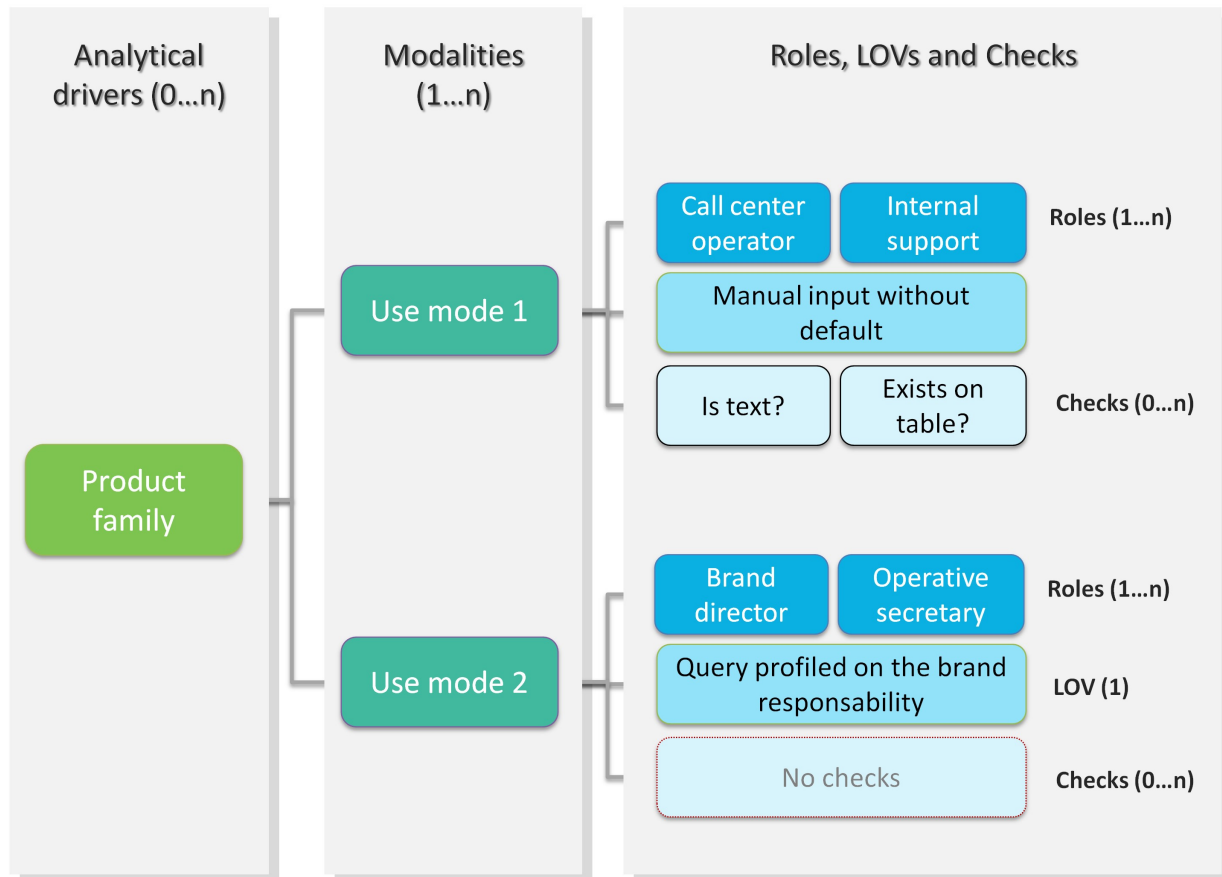 Analytical
drivers (0...n)
Modalities
(1...n)
Roles, LOVs and Checks
Call center
operator
Internal
support
Roles (1...n)
Use mode 1
Manual input without
default
Is text?
Exists on
table?
Checks (0...n)
Product
family
Brand
director
Operative
secretary
Roles (1...n)
Use mode 2
Query profiled on the brand
responsability
LOV (1)
No checks
Checks (0...n)